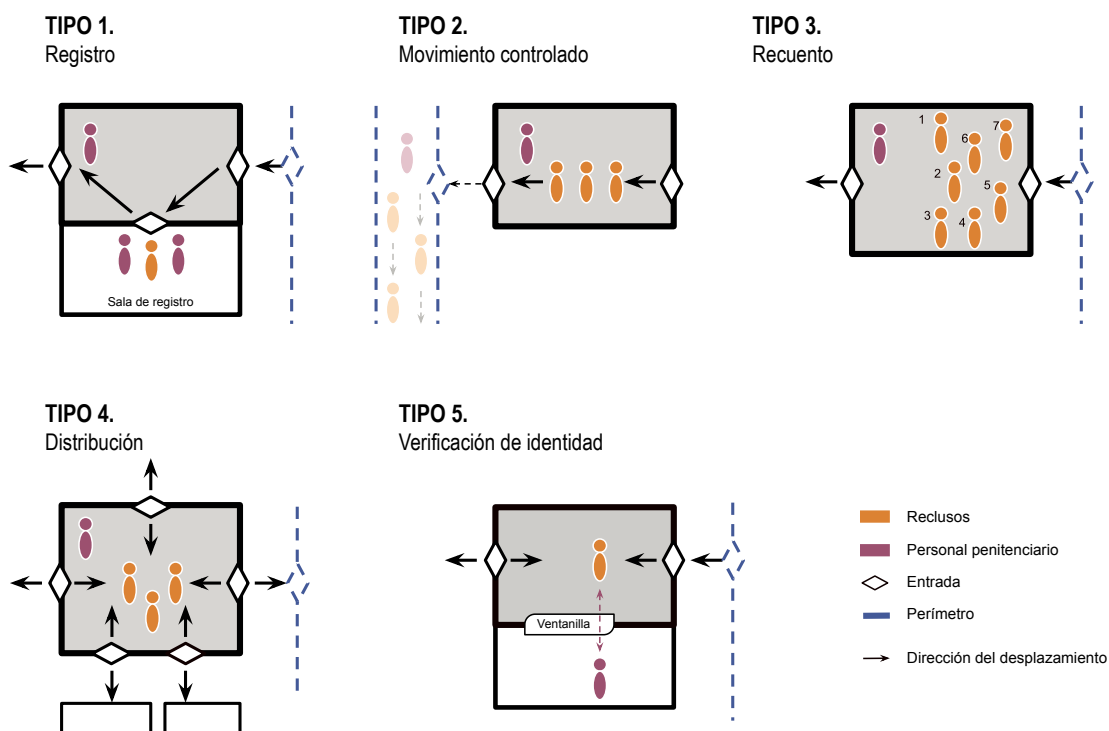 TIPO 1.
Registro
TIPO 2.
Movimiento controlado
TIPO 3.
Recuento
Sala de registro
1
7
6
2
5
3
4
TIPO 4.
Distribución
TIPO 5.
Verificación de identidad
Ventanilla
Reclusos
Personal penitenciario
Entrada
Perímetro
Dirección del desplazamiento